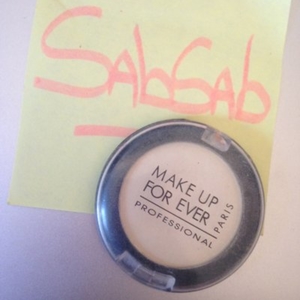 SabSab
MAKE UP
FOR EVER
PROFESSIONAL
PARIS